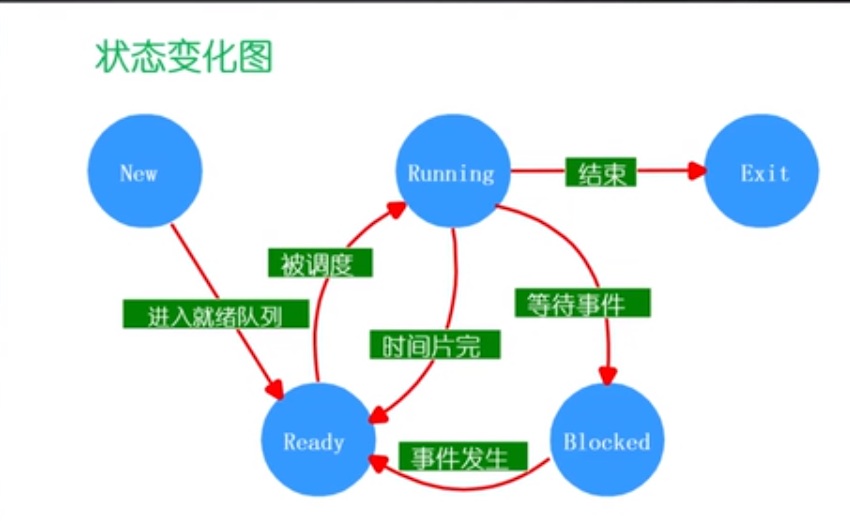 状态变化图
New
Running
结束
Exit
被调度
等待事件
进入就绪队列
时间片完
Ready
Blocked
事件发生